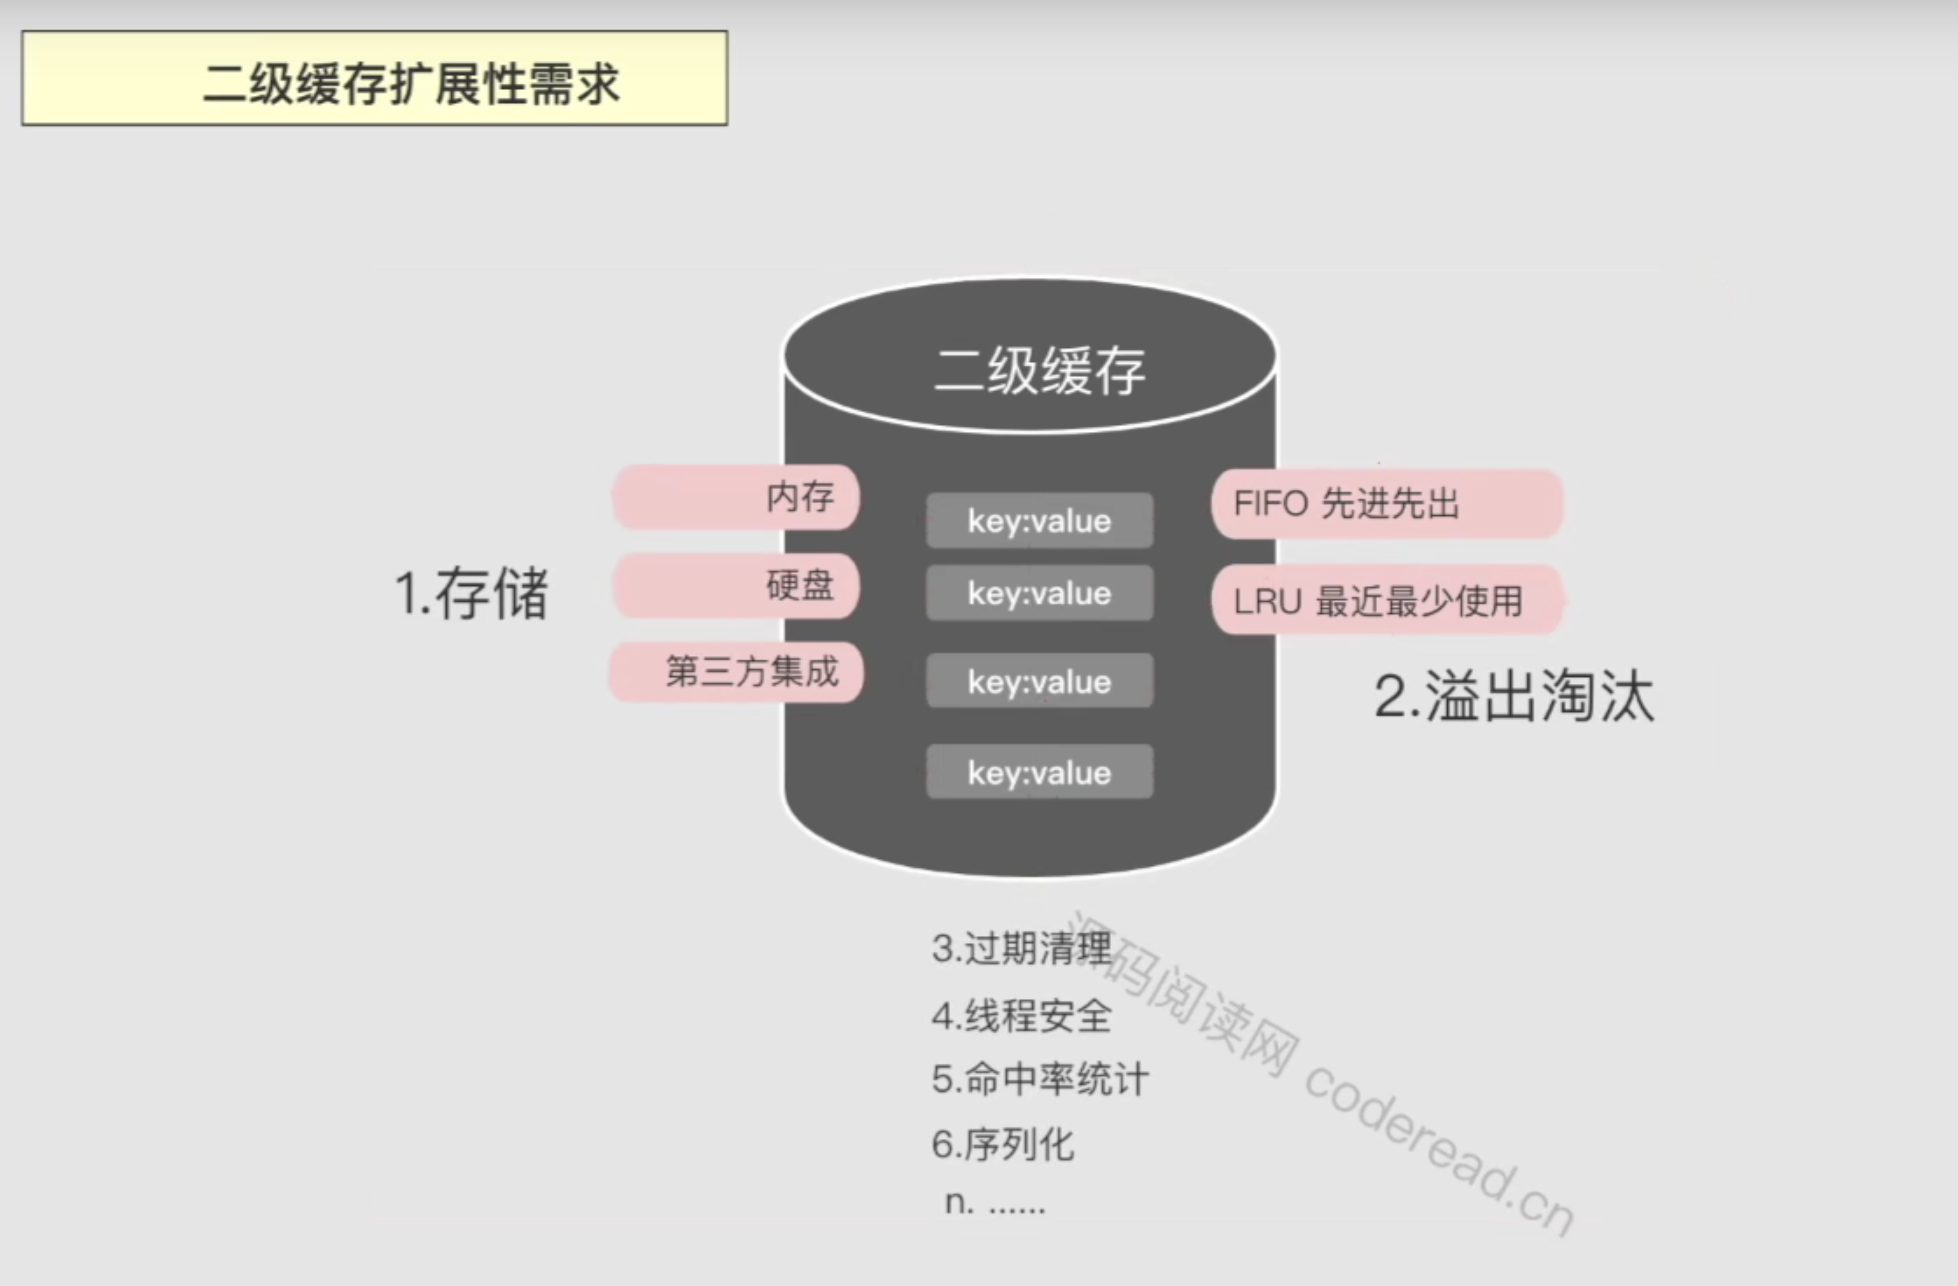 二级缓存扩展性需求
二级缓存
1.存储
内存
硬盘
第三方集成
key:value
key:value
key:value
key:value
FIFO 先进先出
LRU 最近最少使用
2.溢出淘汰
3.过期清理
4.线程安全
5.命中率统计
6.序列化
n. ......
源码阅读网 coderead.cn